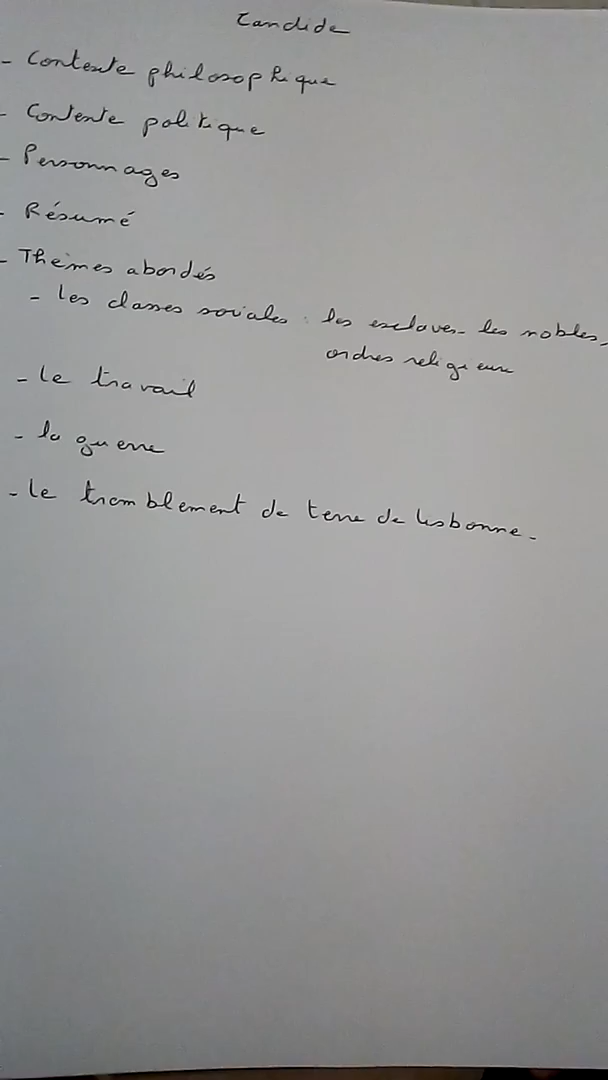 Candide
- Contexte philosophique
- Contexte politique
- Personnages
- Résumé
- Thèmes abordés
- les classes sociales : les esclaves - les nobles -
ordres religieux
- le travail
- la guerre
- le tremblement de terre de lisbonne -